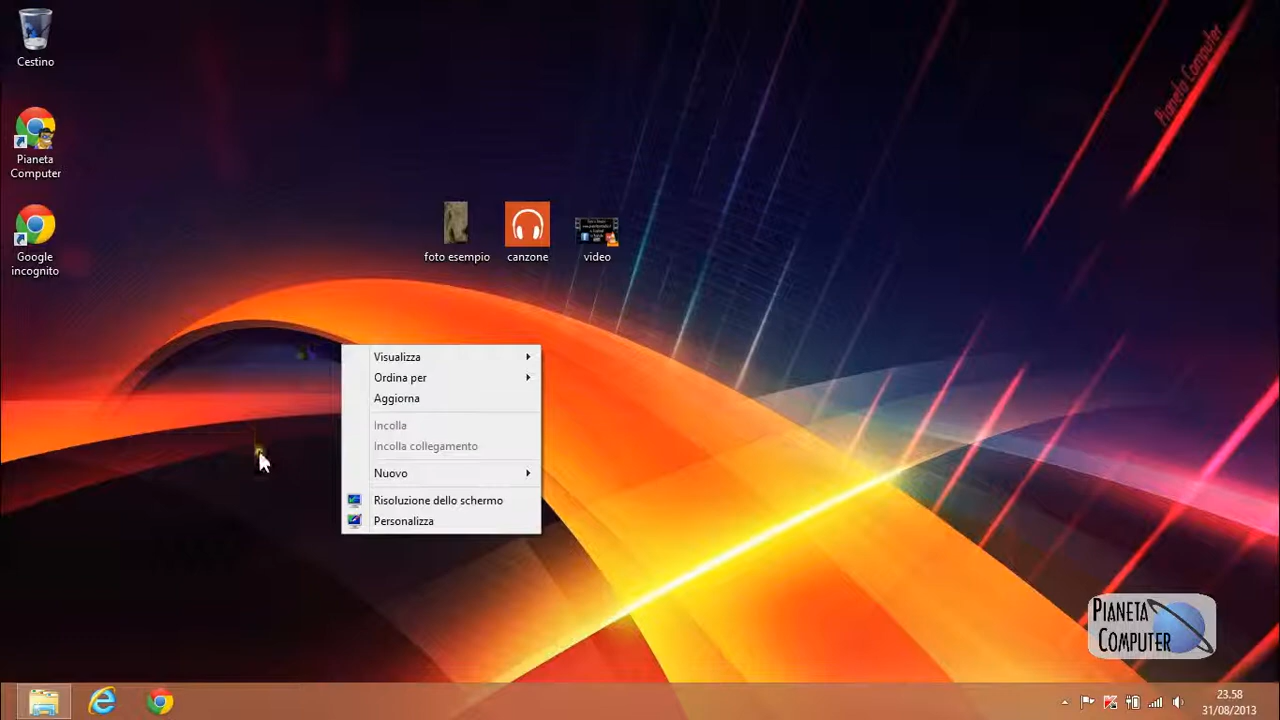 Cestino
Pianeta Computer
Pianeta
Computer
Google
incognito
foto esempio
canzone
video
Visualizza
Ordina per
Aggiorna
Incolla
Incolla collegamento
Nuovo
Risoluzione dello schermo
Personalizza
PIANETA
COMPUTER
23.58
31/08/2013